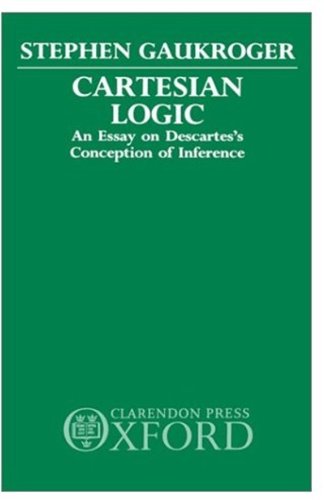 STEPHEN GAUKROGER
CARTESIAN
LOGIC
An Essay on Descartes's
Conception of Inference
CLARENDON PRESS
OXFORD